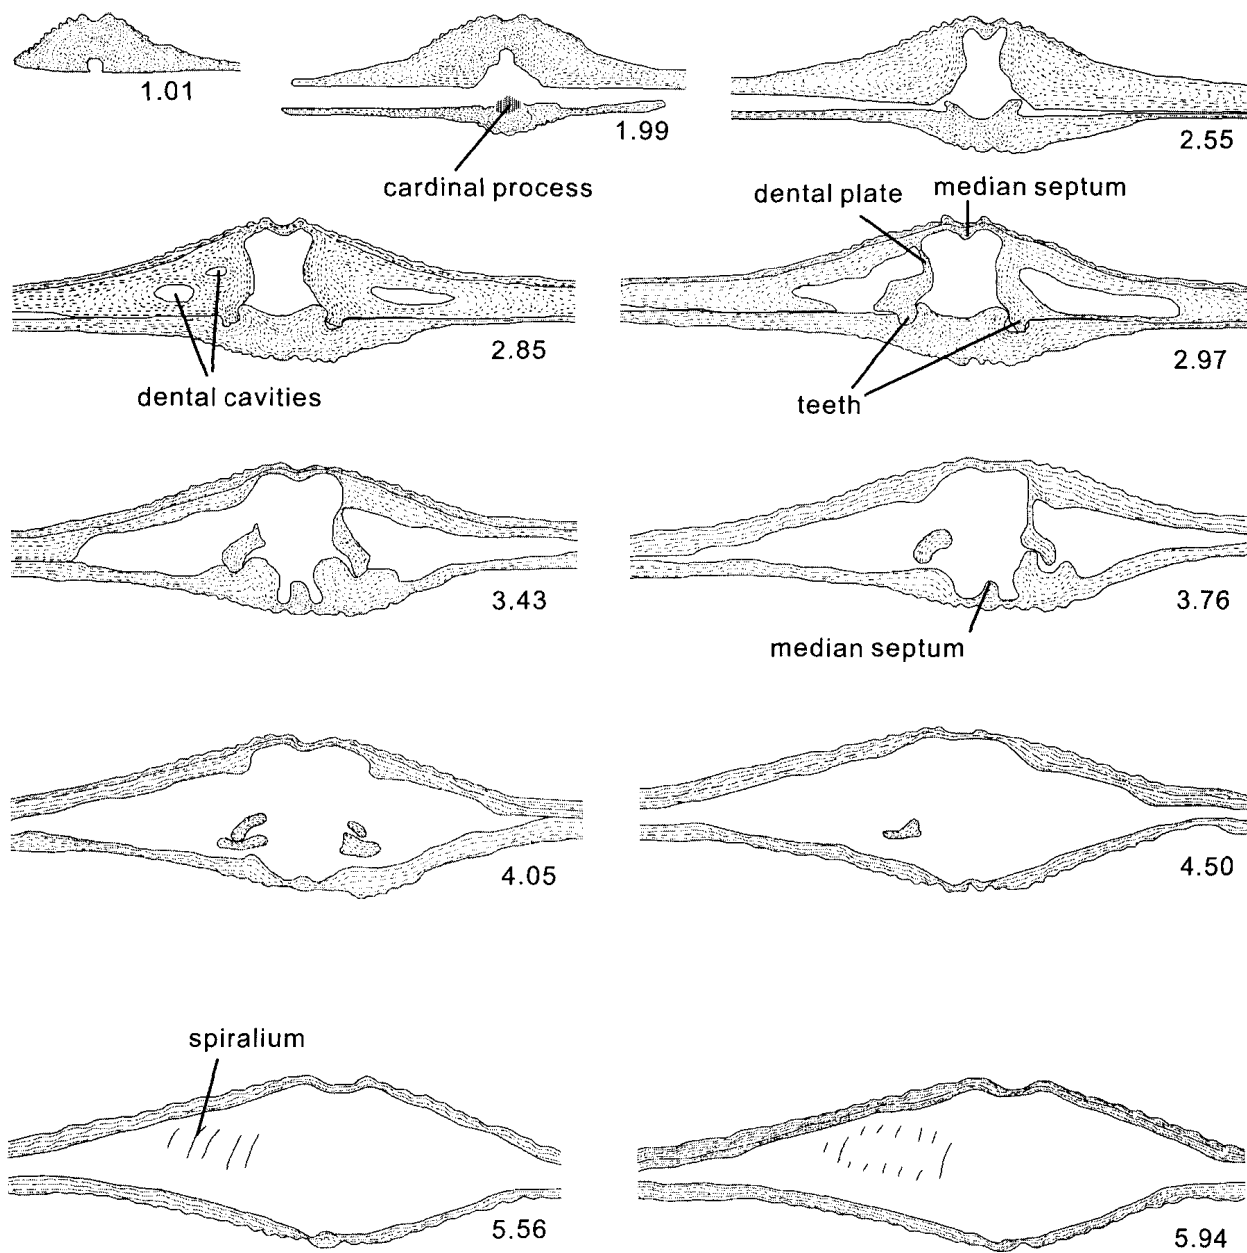 1.01
1.99
2.55
cardinal process
dental plate
median septum
2.85
2.97
dental cavities
teeth
3.43
3.76
median septum
4.05
4.50
spiralium
5.56
5.94